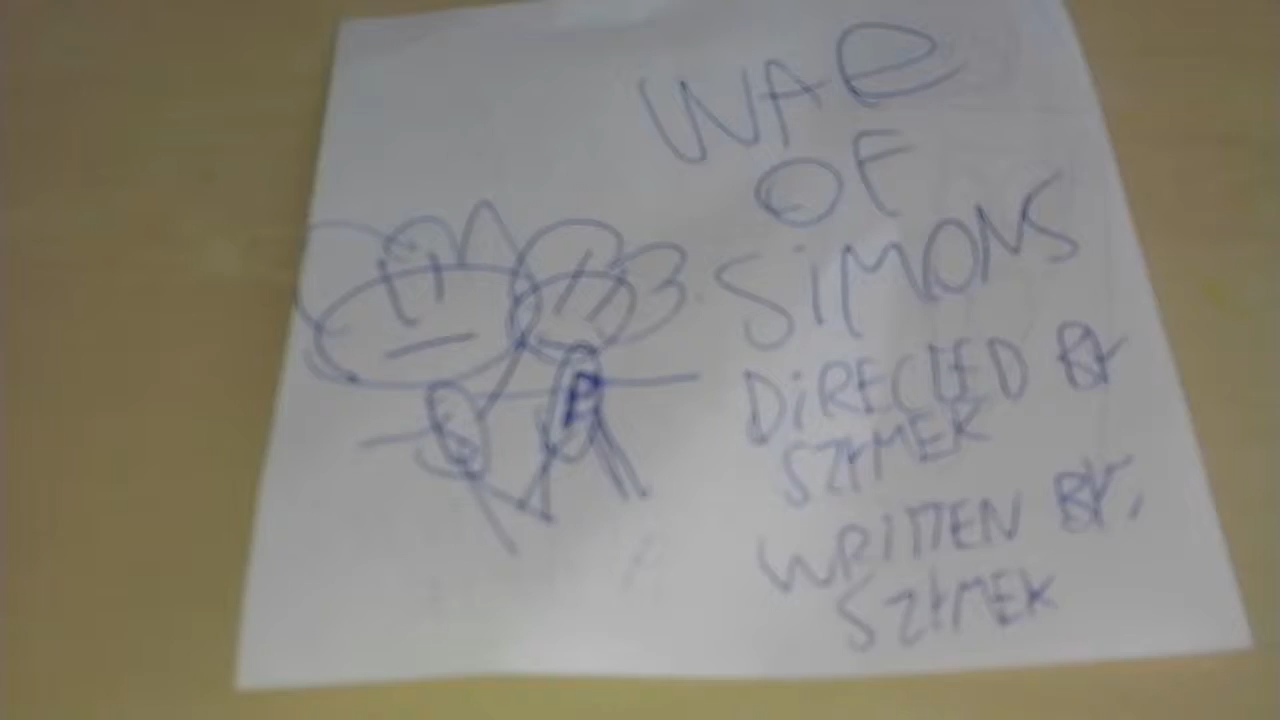 WAe
OF
SiMONS
DiRECTED BY
SZYMEK
WRITTEN BY,
SZYMEK